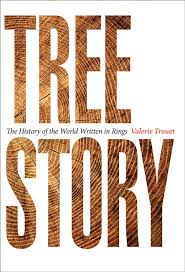 TREE
The History of the World Written in Rings Valerie Trouet
STORY